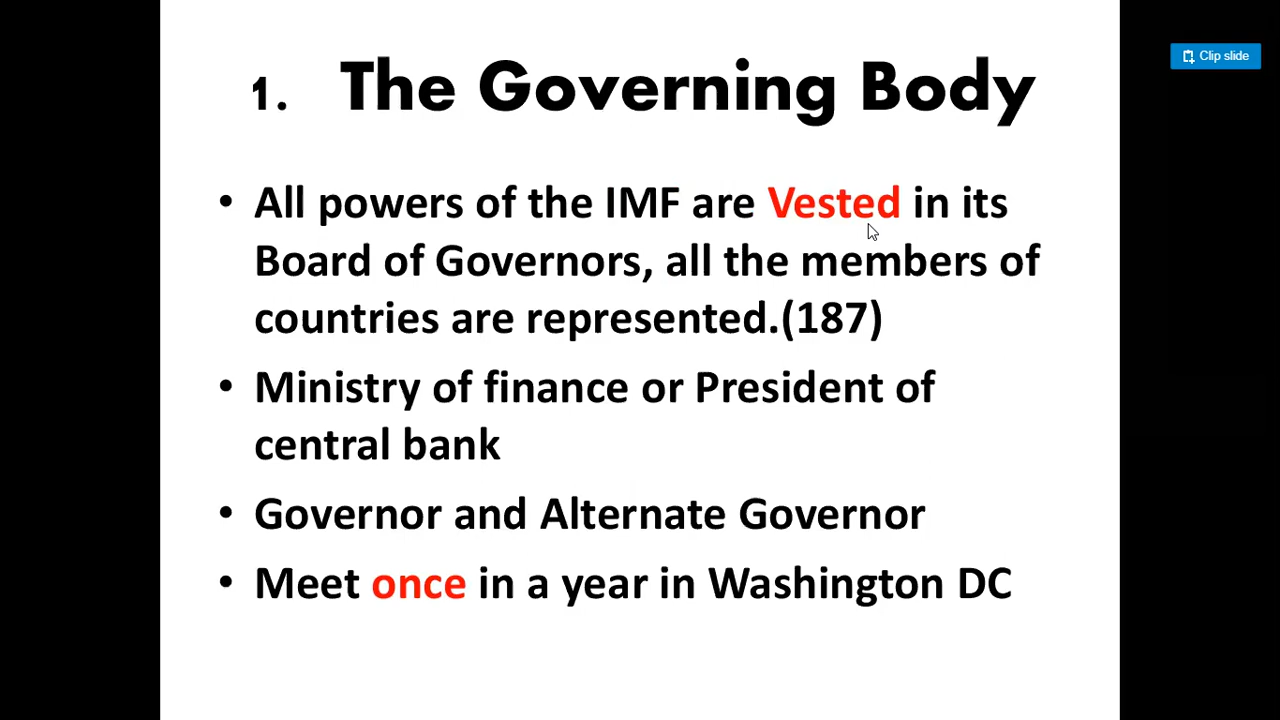 Clip slide
1. The Governing Body
• All powers of the IMF are Vested in its
Board of Governors, all the members of
countries are represented.(187)
• Ministry of finance or President of
central bank
• Governor and Alternate Governor
• Meet once in a year in Washington DC